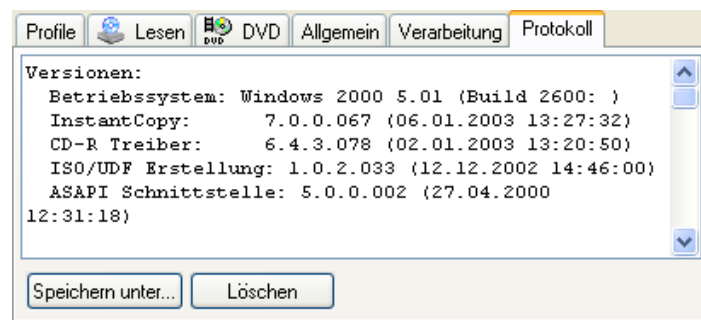 Profile Lesen DVD Allgemein Verarbeitung Protokoll
Versionen:
Betriebssystem: Windows 2000 5.01 (Build 2600: )
InstantCopy: 7.0.0.067 (06.01.2003 13:27:32)
CD-R Treiber: 6.4.3.078 (02.01.2003 13:20:50)
ISO/UDF Erstellung: 1.0.2.033 (12.12.2002 14:46:00)
ASAPI Schnittstelle: 5.0.0.002 (27.04.2000
12:31:18)
Speichern unter... Löschen